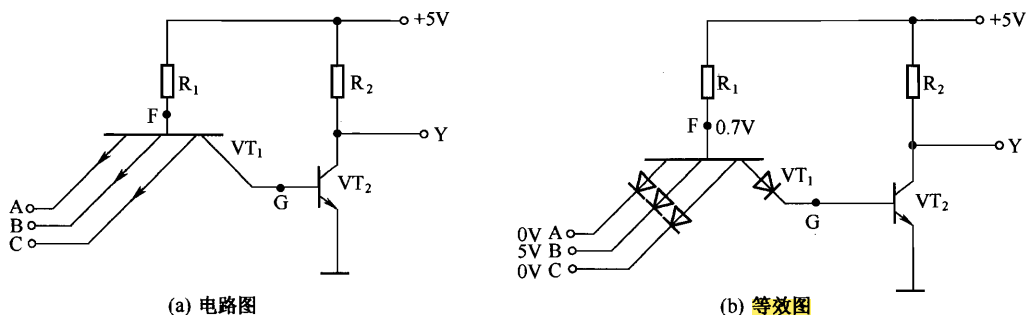 +5V
R₁
R₂
F
Y
VT₁
VT₂
G
A
B
C
(a) 电路图
+5V
R₁
R₂
F 0.7V
Y
VT₁
VT₂
G
0V A
5V B
0V C
(b) 等效图